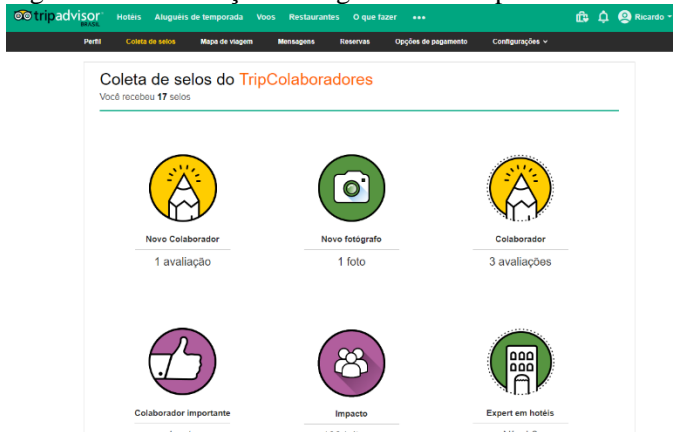 tripadvisor BRASIL Hotéis Aluguéis de temporada Voos Restaurantes O que fazer ••• Ricardo
Perfil Coleta de selos Mapa de viagem Mensagens Reservas Opções de pagamento Configurações
Coleta de selos do TripColaboradores
Você recebeu 17 selos
Novo Colaborador Novo fotógrafo Colaborador
1 avaliação 1 foto 3 avaliações
Colaborador importante Impacto Expert em hotéis